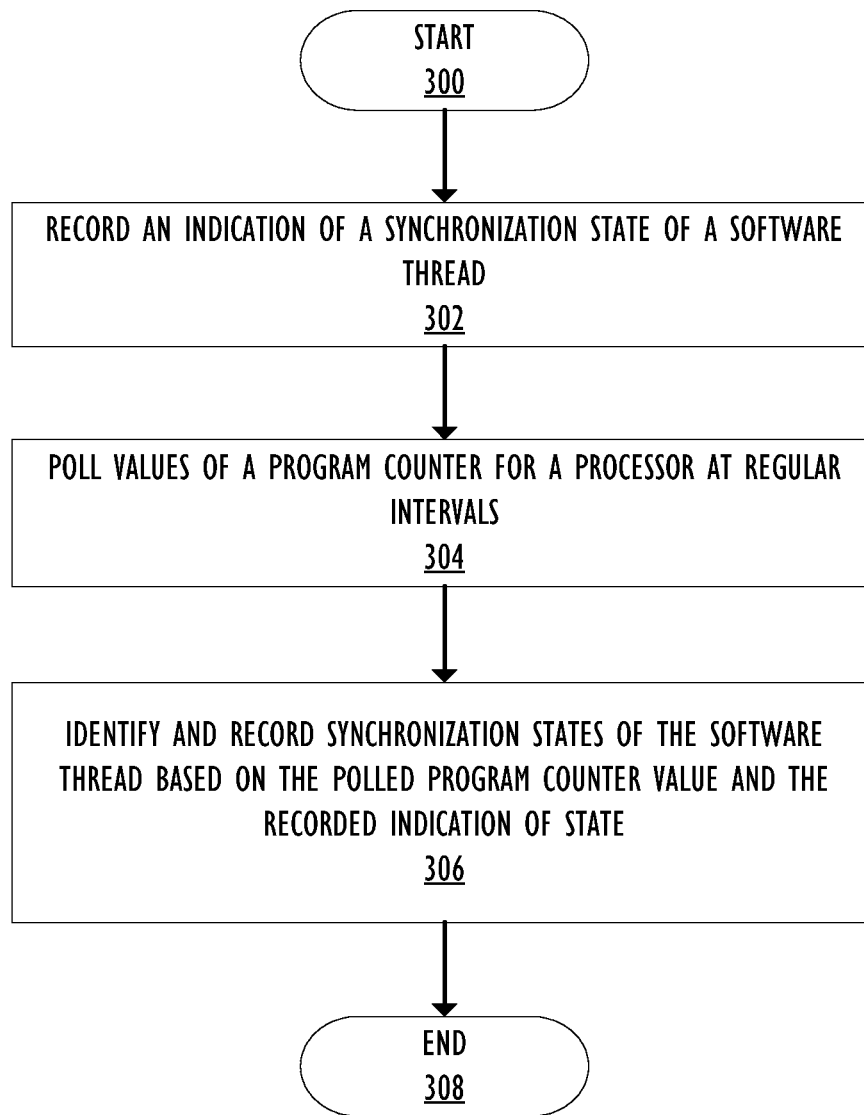 START
300
RECORD AN INDICATION OF A SYNCHRONIZATION STATE OF A SOFTWARE
THREAD
302
POLL VALUES OF A PROGRAM COUNTER FOR A PROCESSOR AT REGULAR
INTERVALS
304
IDENTIFY AND RECORD SYNCHRONIZATION STATES OF THE SOFTWARE
THREAD BASED ON THE POLLED PROGRAM COUNTER VALUE AND THE
RECORDED INDICATION OF STATE
306
END
308